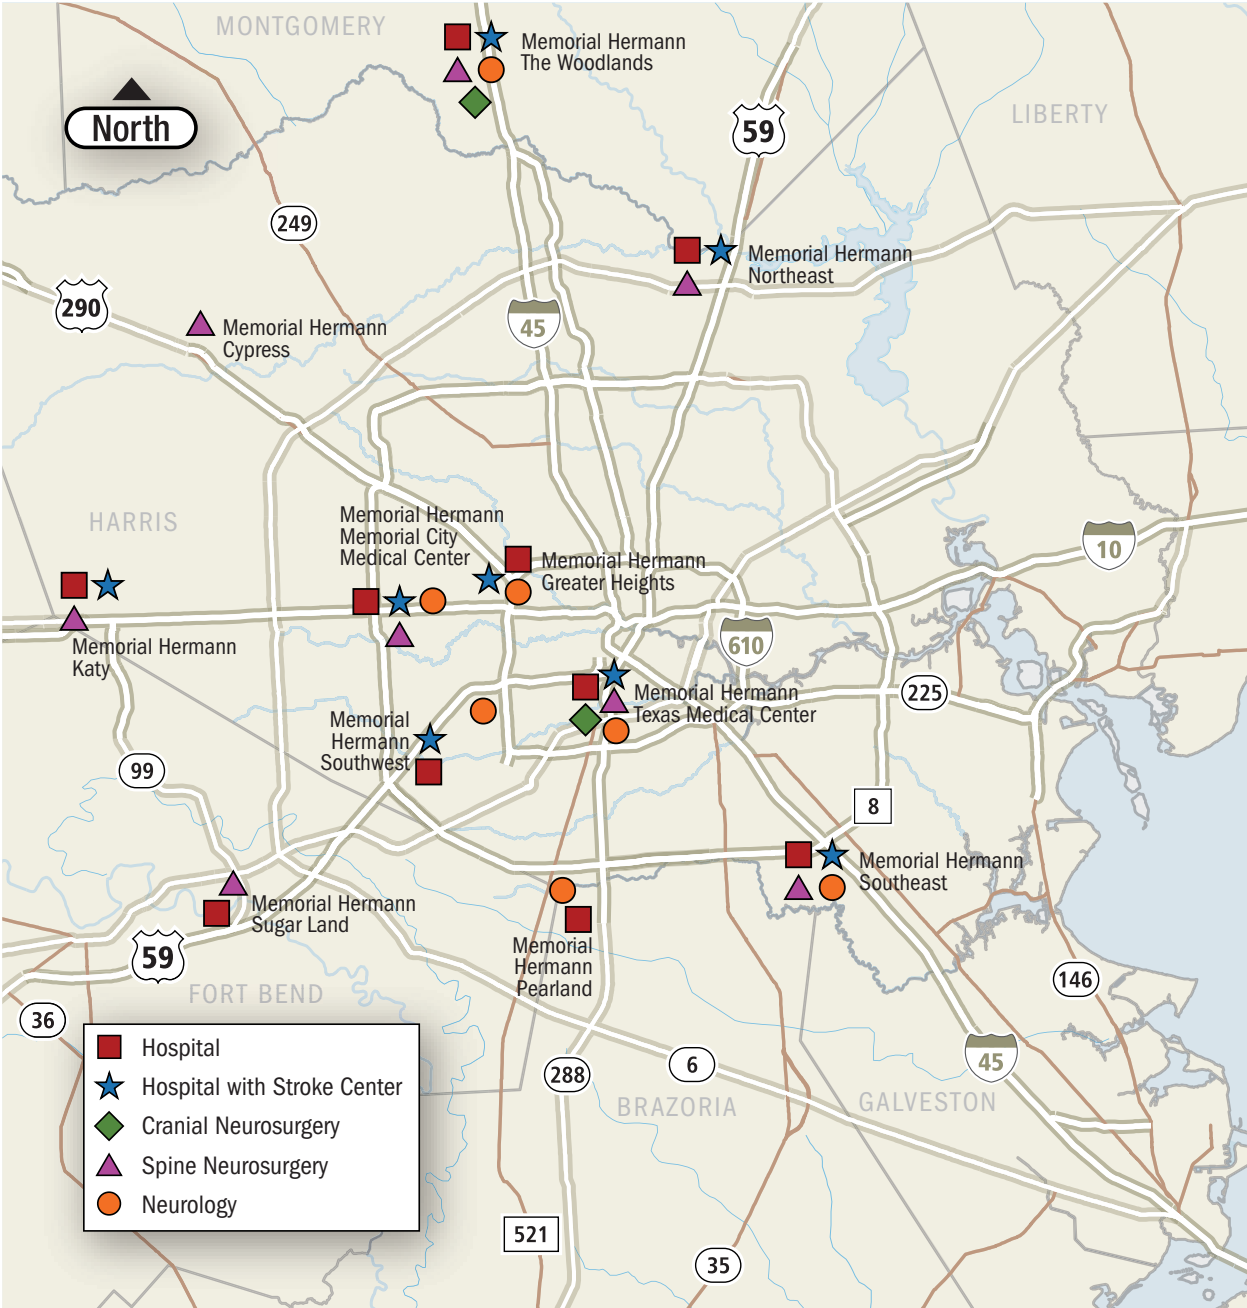 MONTGOMERY
Memorial Hermann
The Woodlands
North
59
LIBERTY
249
Memorial Hermann
Northeast
290
45
Memorial Hermann
Cypress
HARRIS
Memorial Hermann
Memorial City
Medical Center
Memorial Hermann
Greater Heights
10
Memorial Hermann
Katy
610
Memorial Hermann
Texas Medical Center
225
Memorial
Hermann
Southwest
99
8
Memorial Hermann
Southeast
Memorial Hermann
Sugar Land
59
Memorial
Hermann
Pearland
146
FORT BEND
36
45
6
288
BRAZORIA
GALVESTON
Hospital
Hospital with Stroke Center
Cranial Neurosurgery
Spine Neurosurgery
Neurology
521
35